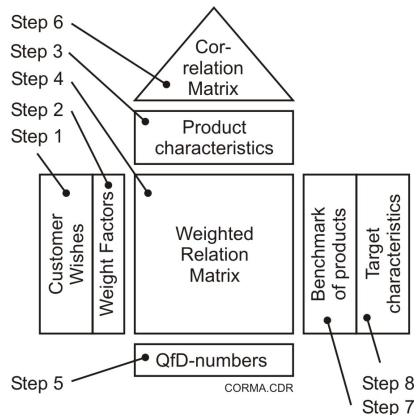 Step 6
Step 3
Step 4
Step 2
Step 1
Cor-
relation
Matrix
Product
characteristics
Customer
Wishes
Weight Factors
Weighted
Relation
Matrix
Benchmark
of products
Target
characteristics
QfD-numbers
CORMA.CDR
Step 5
Step 8
Step 7